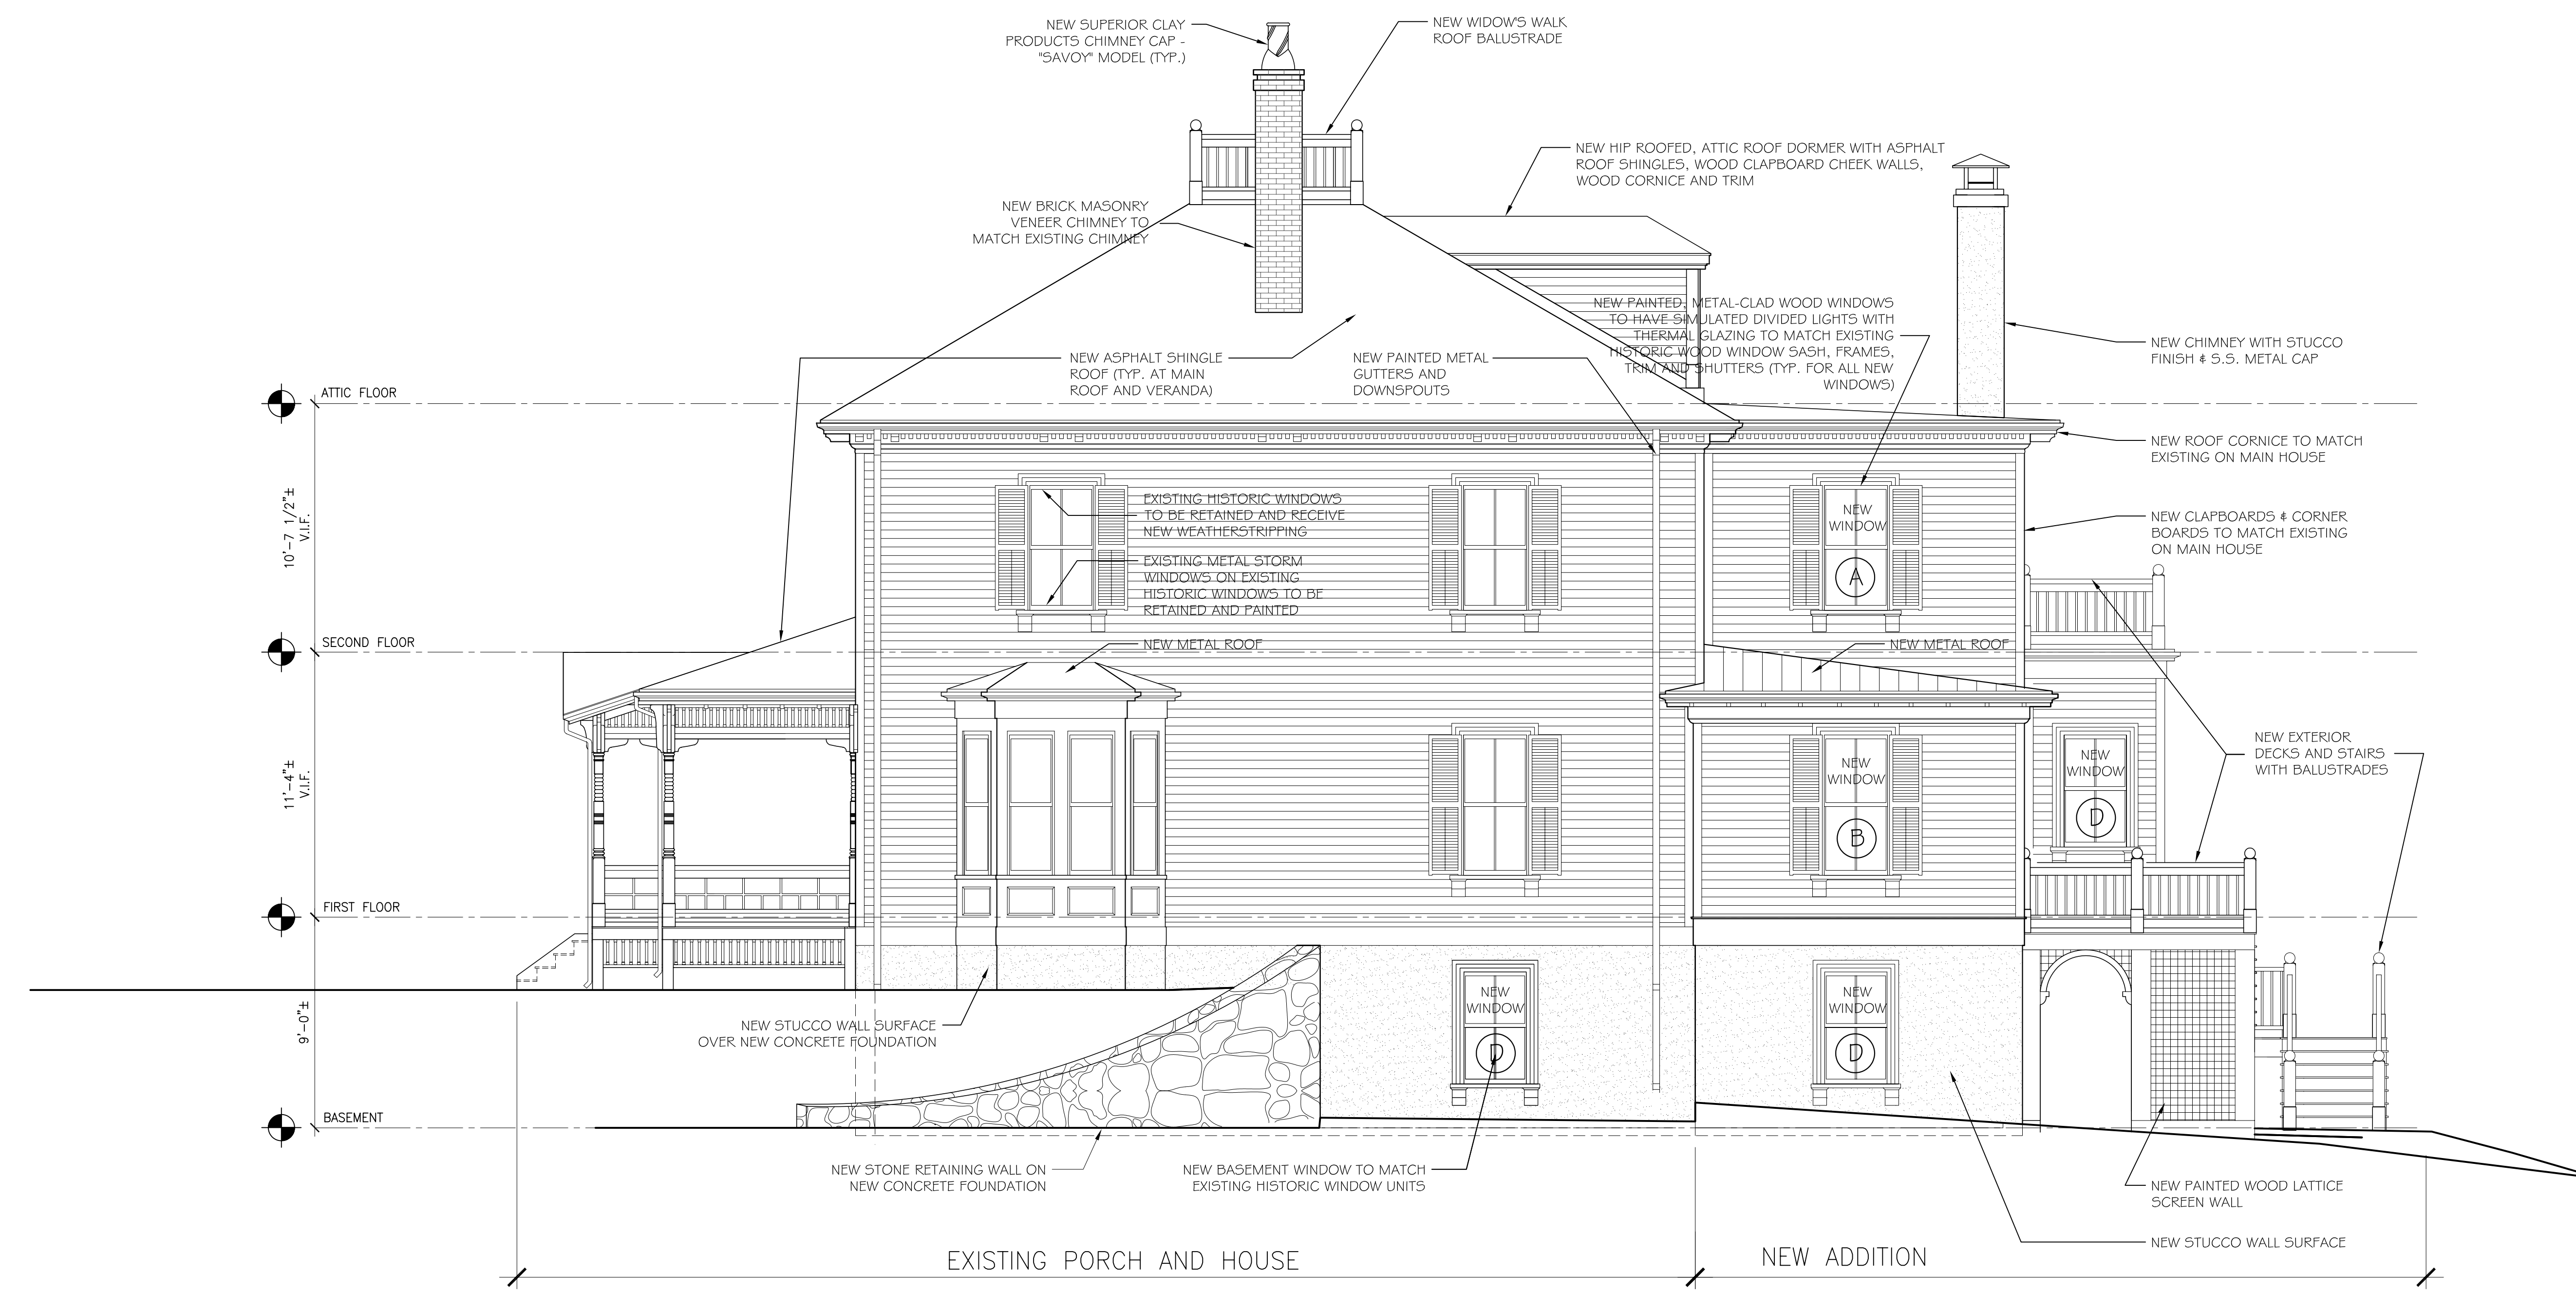 NEW SUPERIOR CLAY
PRODUCTS CHIMNEY CAP -
"SAVOY" MODEL (TYP.)
NEW WIDOW'S WALK
ROOF BALUSTRADE
NEW HIP ROOFED, ATTIC ROOF DORMER WITH ASPHALT
ROOF SHINGLES, WOOD CLAPBOARD CHEEK WALLS,
WOOD CORNICE AND TRIM
NEW BRICK MASONRY
VENEER CHIMNEY TO
MATCH EXISTING CHIMNEY
NEW PAINTED, METAL-CLAD WOOD WINDOWS
TO HAVE SIMULATED DIVIDED LIGHTS WITH
THERMAL GLAZING TO MATCH EXISTING
HISTORIC WOOD WINDOW SASH, FRAMES,
TRIM AND SHUTTERS (TYP. FOR ALL NEW
WINDOWS)
NEW CHIMNEY WITH STUCCO
FINISH & S.S. METAL CAP
NEW ASPHALT SHINGLE
ROOF (TYP. AT MAIN
ROOF AND VERANDA)
NEW PAINTED METAL
GUTTERS AND
DOWNSPOUTS
ATTIC FLOOR
NEW ROOF CORNICE TO MATCH
EXISTING ON MAIN HOUSE
10'-7 1/2"±
V.I.F.
EXISTING HISTORIC WINDOWS
TO BE RETAINED AND RECEIVE
NEW WEATHERSTRIPPING
NEW
WINDOW
A
NEW CLAPBOARDS & CORNER
BOARDS TO MATCH EXISTING
ON MAIN HOUSE
EXISTING METAL STORM
WINDOWS ON EXISTING
HISTORIC WINDOWS TO BE
RETAINED AND PAINTED
SECOND FLOOR
NEW METAL ROOF
NEW METAL ROOF
11'-4"±
V.I.F.
NEW
WINDOW
B
NEW
WINDOW
D
NEW EXTERIOR
DECKS AND STAIRS
WITH BALUSTRADES
FIRST FLOOR
9'-0"±
NEW STUCCO WALL SURFACE
OVER NEW CONCRETE FOUNDATION
NEW
WINDOW
D
NEW
WINDOW
D
BASEMENT
NEW STONE RETAINING WALL ON
NEW CONCRETE FOUNDATION
NEW BASEMENT WINDOW TO MATCH
EXISTING HISTORIC WINDOW UNITS
NEW PAINTED WOOD LATTICE
SCREEN WALL
NEW STUCCO WALL SURFACE
EXISTING PORCH AND HOUSE
NEW ADDITION